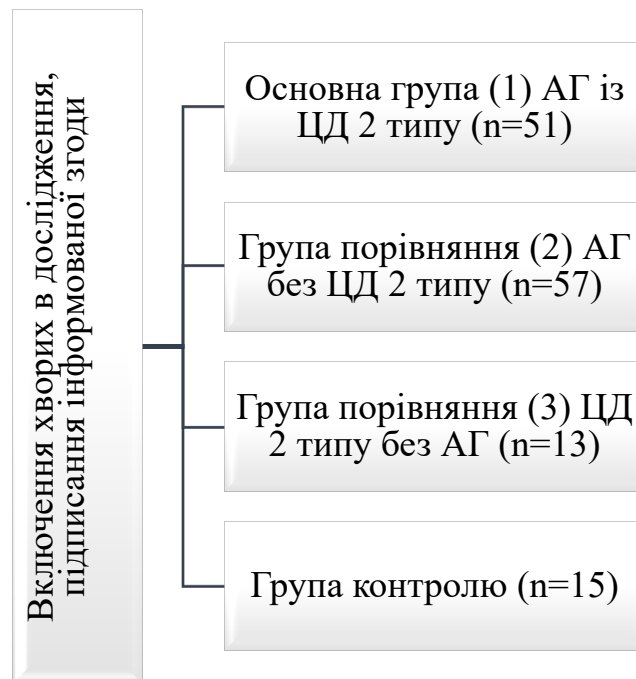 Включення хворих в дослідження,
підписання інформованої згоди
Основна група (1) АГ із
ЦД 2 типу (n=51)
Група порівняння (2) АГ
без ЦД 2 типу (n=57)
Група порівняння (3) ЦД
2 типу без АГ (n=13)
Група контролю (n=15)